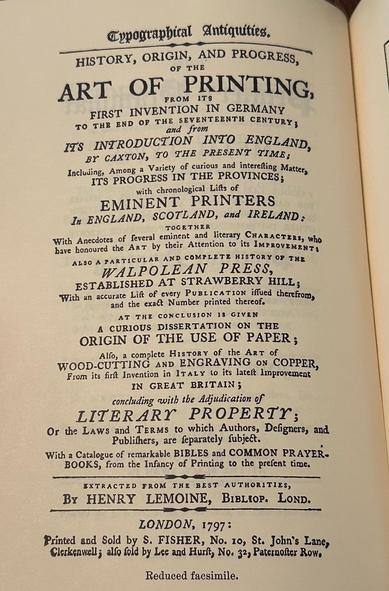 Typographical Antiquities.
HISTORY, ORIGIN, AND PROGRESS,
OF THE
ART OF PRINTING,
FROM ITS
FIRST INVENTION IN GERMANY
TO THE END OF THE SEVENTEENTH CENTURY;
and from
ITS INTRODUCTION INTO ENGLAND,
BY CAXTON, TO THE PRESENT TIME;
Including, Among a Variety of curious and interesting Matter,
ITS PROGRESS IN THE PROVINCES;
with chronological Liſts of
EMINENT PRINTERS
In ENGLAND, SCOTLAND, and IRELAND:
TOGETHER
With Anecdotes of ſeveral eminent and literary CHARACTERS, who
have honoured the ART by their Attention to its IMPROVEMENT;
ALSO A PARTICULAR AND COMPLETE HISTORY OF THE
WALPOLEAN PRESS,
ESTABLISHED AT STRAWBERRY HILL;
With an accurate Liſt of every PUBLICATION iſſued therefrom,
and the exact Number printed thereof.
AT THE CONCLUSION IS GIVEN
A CURIOUS DISSERTATION ON THE
ORIGIN OF THE USE OF PAPER;
Alſo, a complete HISTORY of the ART of
WOOD-CUTTING AND ENGRAVING ON COPPER,
From its firſt Invention in ITALY to its lateſt Improvement
IN GREAT BRITAIN;
concluding with the Adjudication of
LITERARY PROPERTY;
Or the LAWS and TERMS to which Authors, Deſigners, and
Publiſhers, are ſeparately ſubject.
With a Catalogue of remarkable BIBLES and COMMON PRAYER-
BOOKS, from the Infancy of Printing to the preſent time.
EXTRACTED FROM THE BEST AUTHORITIES,
BY HENRY LEMOINE, BIBLIOP. LOND.
LONDON, 1797:
Printed and Sold by S. FISHER, No. 10, St. John's Lane,
Clerkenwell; alſo ſold by Lee and Hurſt, No. 32, Paternoſter Row.
Reduced facsimile.